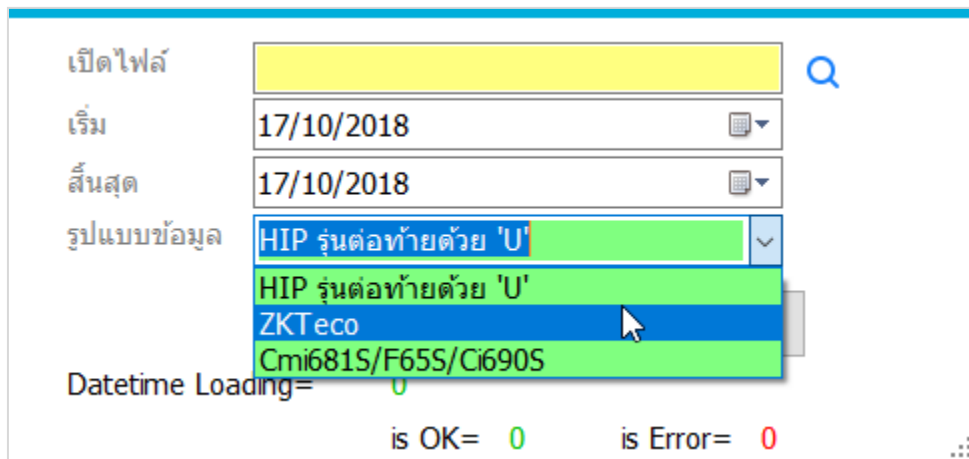 เปิดไฟล์
เริ่ม 17/10/2018
สิ้นสุด 17/10/2018
รูปแบบข้อมูล HIP รุ่นต่อท้ายด้วย 'U'
HIP รุ่นต่อท้ายด้วย 'U'
ZKTeco
Cmi681S/F65S/Ci690S
Datetime Loading= 0
is OK= 0 is Error= 0